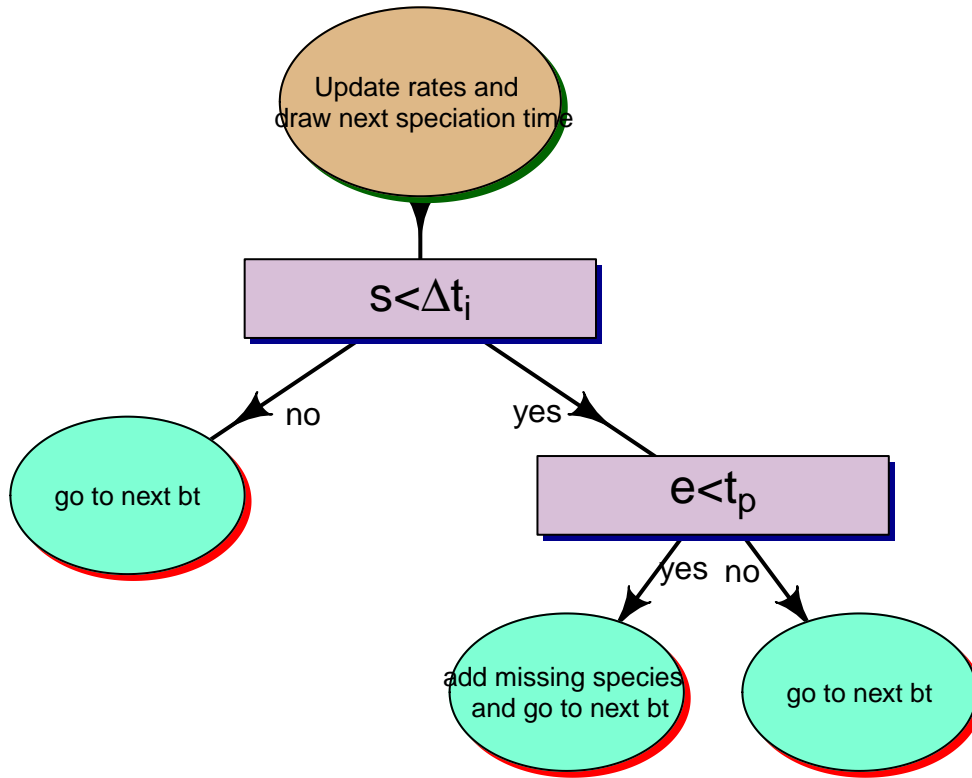 Update rates and
draw next speciation time
s<Δtᵢ
no
yes
go to next bt
e<tₚ
yes
no
add missing species
and go to next bt
go to next bt